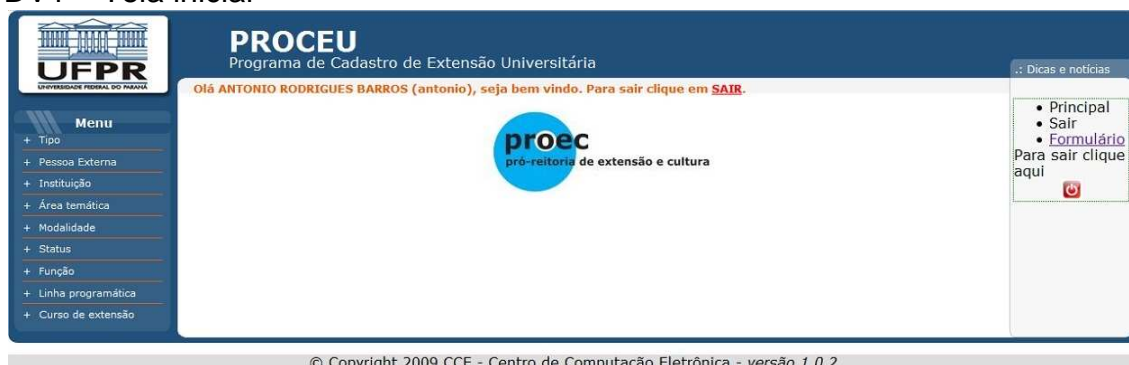 Tela inicial
UFPR
UNIVERSIDADE FEDERAL DO PARANÁ
PROCEU
Programa de Cadastro de Extensão Universitária
.: Dicas e notícias
Olá ANTONIO RODRIGUES BARROS (antonio), seja bem vindo. Para sair clique em SAIR.
Menu
+ Tipo
+ Pessoa Externa
+ Instituição
+ Área temática
+ Modalidade
+ Status
+ Função
+ Linha programática
+ Curso de extensão
proec
pró-reitoria de extensão e cultura
• Principal
• Sair
• Formulário
Para sair clique
aqui
© Copyright 2009 CCE - Centro de Computação Eletrônica - versão 1.0.2